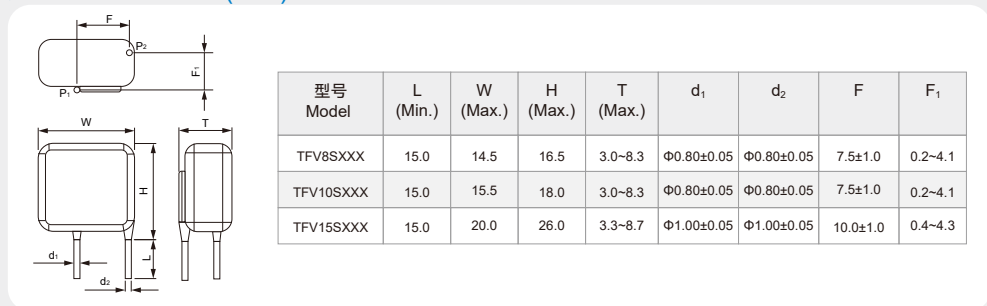 F
P₂
F₁
P₁
W
T
H
L
d₁
d₂
型号 Model L (Min.) W (Max.) H (Max.) T (Max.) d₁ d₂ F F₁
TFV8SXXX 15.0 14.5 16.5 3.0~8.3 Φ0.80±0.05 Φ0.80±0.05 7.5±1.0 0.2~4.1
TFV10SXXX 15.0 15.5 18.0 3.0~8.3 Φ0.80±0.05 Φ0.80±0.05 7.5±1.0 0.2~4.1
TFV15SXXX 15.0 20.0 26.0 3.3~8.7 Φ1.00±0.05 Φ1.00±0.05 10.0±1.0 0.4~4.3